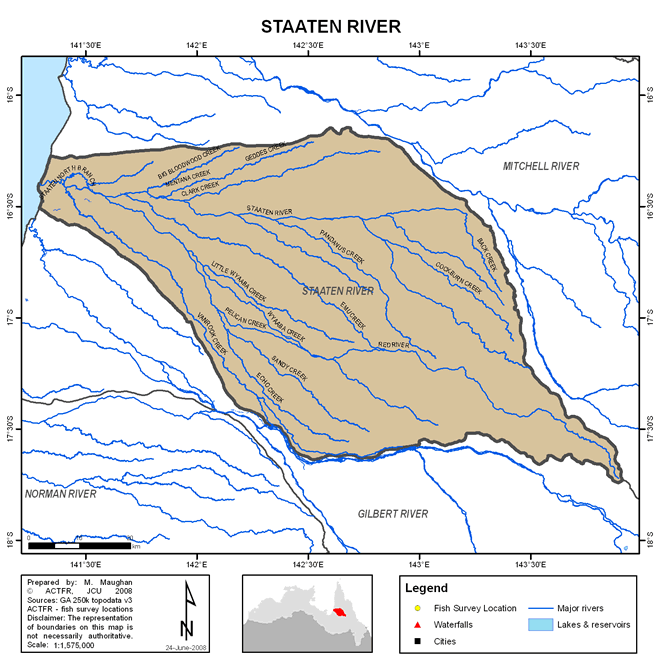 STAATEN RIVER
141°30'E
142°E
142°30'E
143°E
143°30'E
16°S
16°30'S
17°S
17°30'S
18°S
16°S
16°30'S
17°S
17°30'S
18°S
MITCHELL RIVER
BIG BLOODWOOD CREEK
GEDDES CREEK
MENTANA CREEK
CLARK CREEK
STAATEN RIVER
PANDANUS CREEK
BACK CREEK
COCKBURN CREEK
LITTLE WYAABA CREEK
STAATEN RIVER
EMU CREEK
PELICAN CREEK
WYAABA CREEK
VANROOK CREEK
RED RIVER
SANDY CREEK
ECHO CREEK
NORMAN RIVER
GILBERT RIVER
km
141°30'E
142°E
142°30'E
143°E
143°30'E
Prepared by: M. Maughan
© ACTFR, JCU 2008
Sources: GA 250k topodata v3
ACTFR - fish survey locations
Disclaimer: The representation
of boundaries on this map is
not necessarily authoritative.
Scale: 1:1,575,000
N
24-June-2008
Legend
Fish Survey Location
Waterfalls
Cities
Major rivers
Lakes & reservoirs